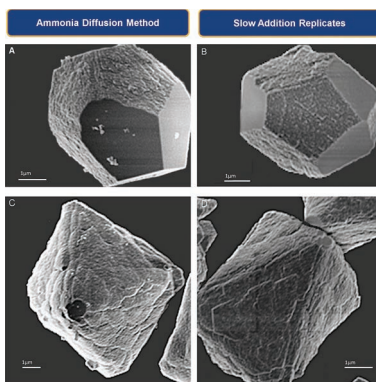 Ammonia Diffusion Method
Slow Addition Replicates
A
B
1µm
1µm
C
1µm
1µm